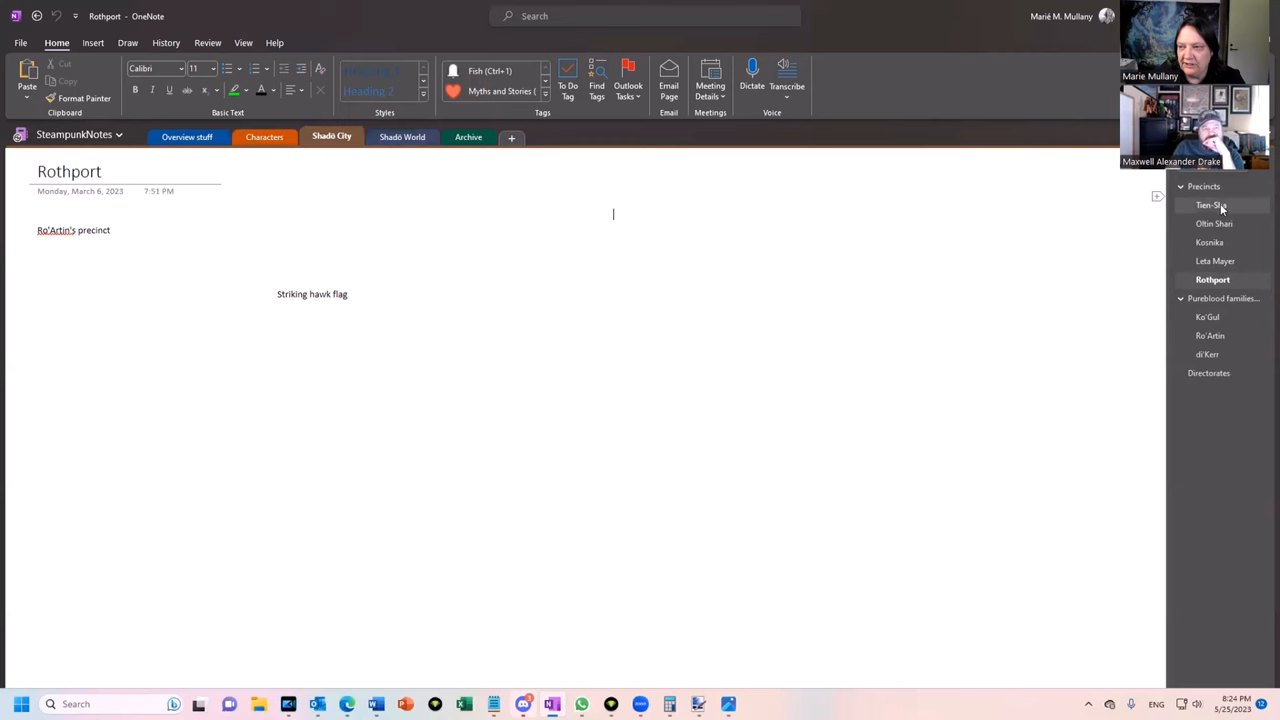 Rothport - OneNote
Search
Marié M. Mullany
File
Home
Insert
Draw
History
Review
View
Help
Paste
Cut
Copy
Format Painter
Clipboard
Calibri
11
Basic Text
Heading 1
Heading 2
Styles
Fish (Ctrl+1)
Myths and Stories (
Tags
To Do
Tag
Find
Tags
Outlook
Tasks
Email
Page
Email
Meeting
Details
Meetings
Dictate
Transcribe
Voice
SteampunkNotes
Overview stuff
Characters
Shadō City
Shadō World
Archive
Rothport
Monday, March 6, 2023
7:51 PM
Ro'Artin's precinct
Striking hawk flag
Marie Mullany
Maxwell Alexander Drake
Precincts
Tien-Sha
Oltin Shari
Kosnika
Leta Mayer
Rothport
Pureblood families...
Ko'Gul
Ro'Artin
di'Kerr
Directorates
Search
ENG
8:24 PM
5/25/2023
12